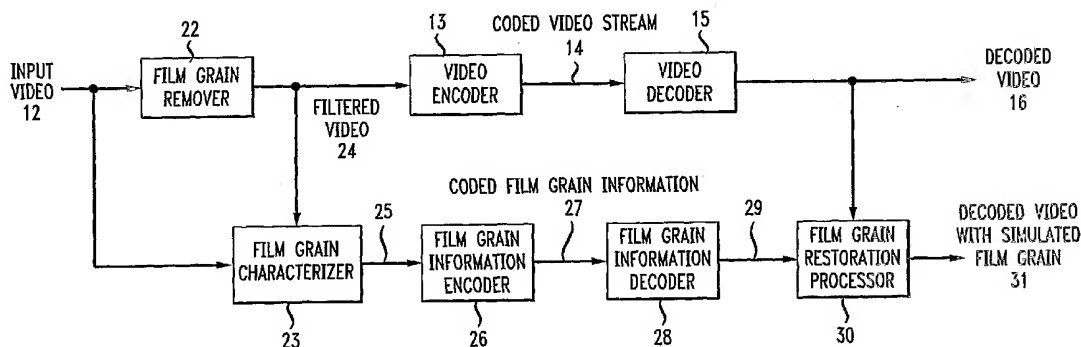 CODED VIDEO STREAM
22
13
14
15
INPUT
VIDEO
12
FILM GRAIN
REMOVER
VIDEO
ENCODER
VIDEO
DECODER
DECODED
VIDEO
16
FILTERED
VIDEO
24
CODED FILM GRAIN INFORMATION
25
27
29
FILM GRAIN
CHARACTERIZER
FILM GRAIN
INFORMATION
ENCODER
FILM GRAIN
INFORMATION
DECODER
FILM GRAIN
RESTORATION
PROCESSOR
DECODED VIDEO
WITH SIMULATED
FILM GRAIN
31
23
26
28
30